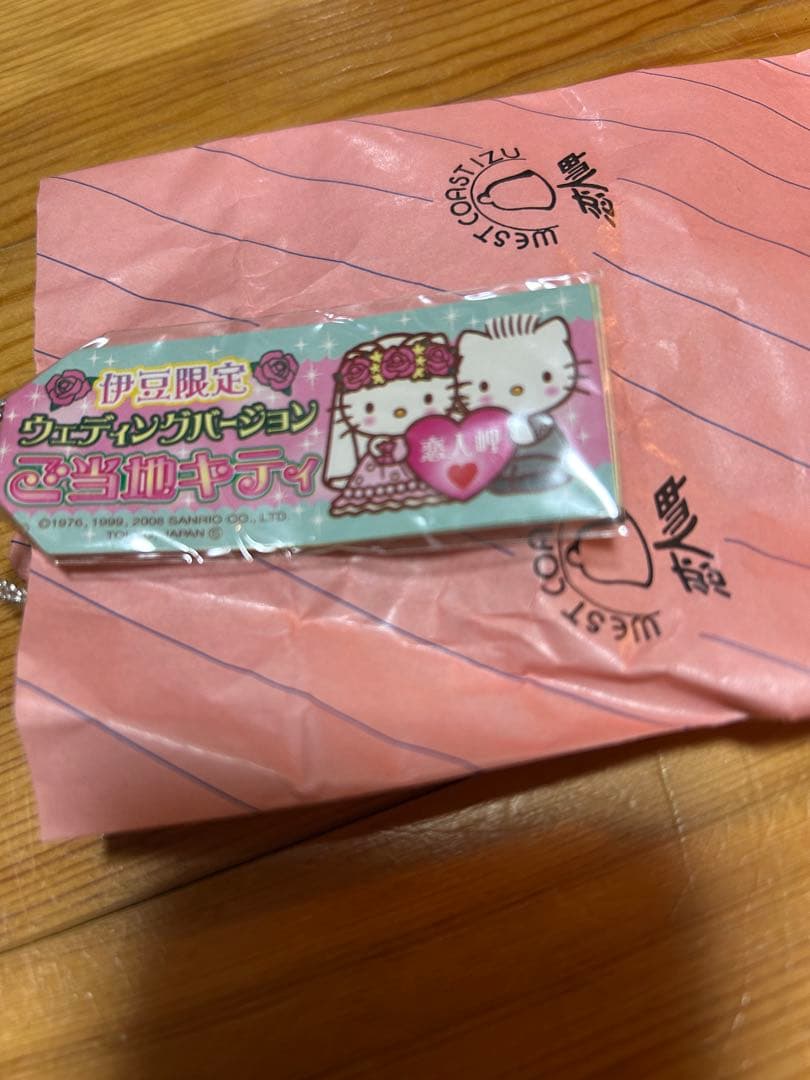 WEST COAST IZU
恋人岬
伊豆限定
ウェディングバージョン
ご当地キティ
恋人岬
©1976, 1999, 2008 SANRIO CO., LTD.
JAPAN Ⓢ
WEST COA
恋人岬